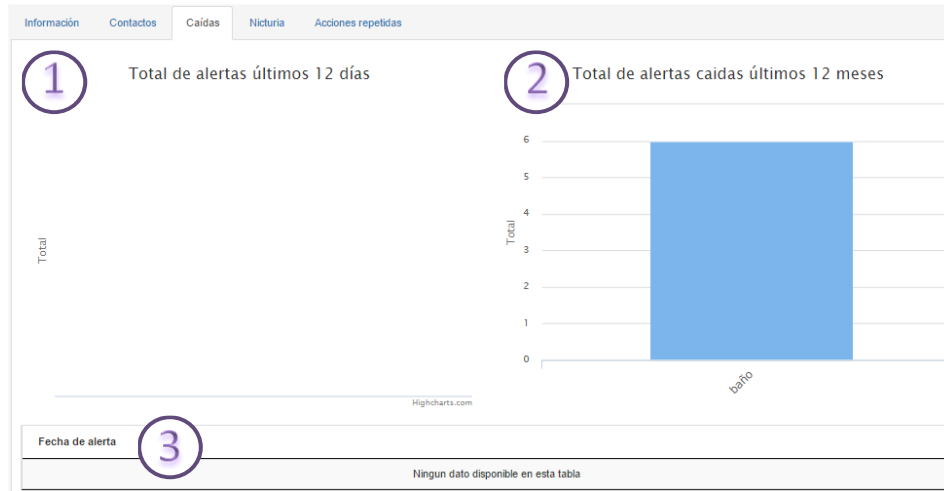 Información Contactos Caídas Nicturia Acciones repetidas
1
Total de alertas últimos 12 días
Total
Highcharts.com
2
Total de alertas caidas últimos 12 meses
Total
6
5
4
3
2
1
0
baño
Fecha de alerta
3
Ningun dato disponible en esta tabla